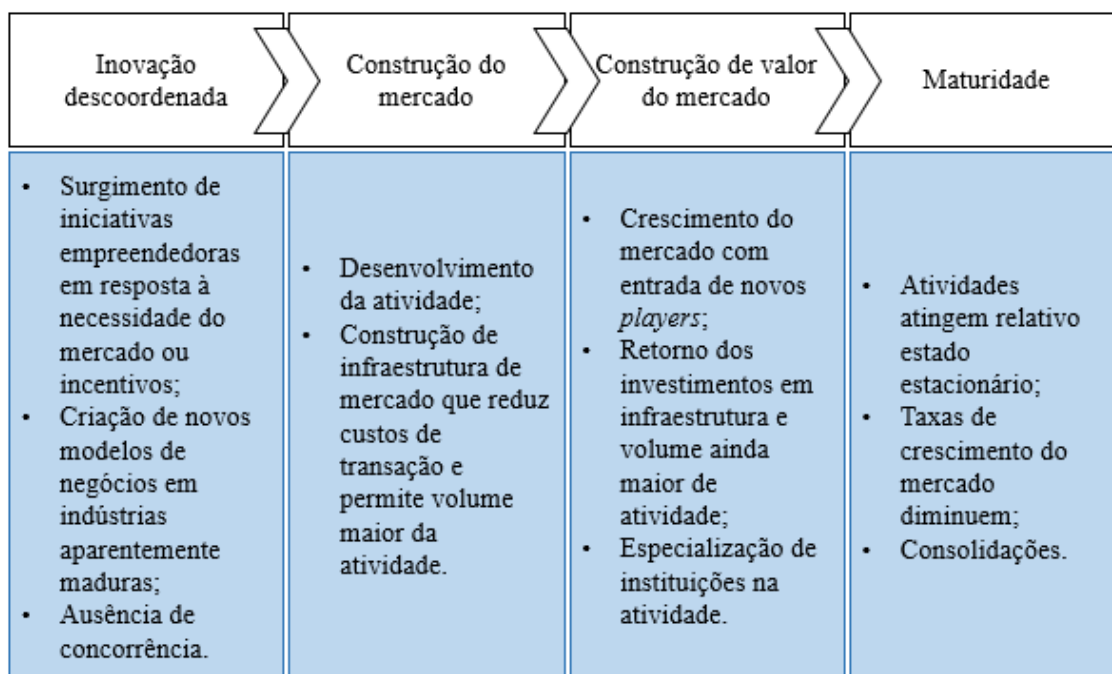 Inovação
descoordenada
Construção do
mercado
Construção de valor
do mercado
Maturidade
• Surgimento de
iniciativas
empreendedoras
em resposta à
necessidade do
mercado ou
incentivos;
• Criação de novos
modelos de
negócios em
indústrias
aparentemente
maduras;
• Ausência de
concorrência.
• Desenvolvimento
da atividade;
• Construção de
infraestrutura de
mercado que reduz
custos de
transação e
permite volume
maior da
atividade.
• Crescimento do
mercado com
entrada de novos
players;
• Retorno dos
investimentos em
infraestrutura e
volume ainda
maior de
atividade;
• Especialização de
instituições na
atividade.
• Atividades
atingem relativo
estado
estacionário;
• Taxas de
crescimento do
mercado
diminuem;
• Consolidações.